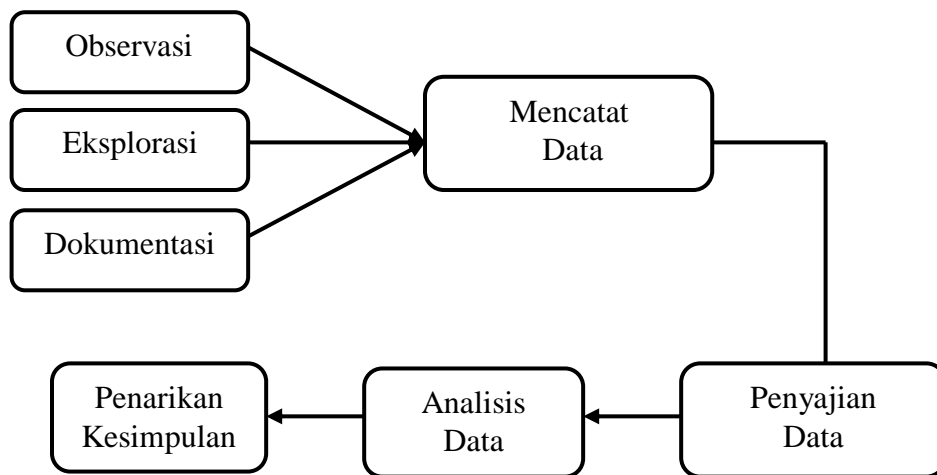 Observasi
Eksplorasi
Dokumentasi
Mencatat
Data
Penyajian
Data
Analisis
Data
Penarikan
Kesimpulan